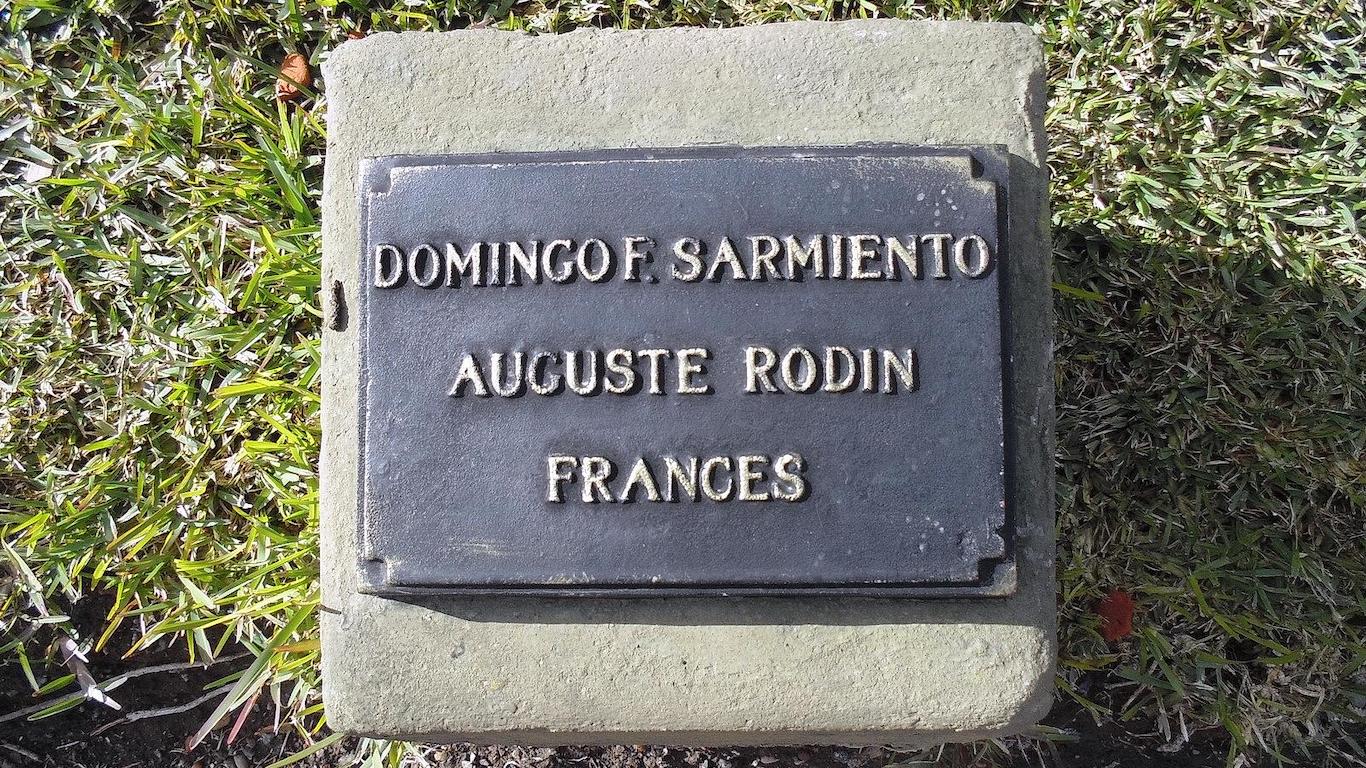 DOMINGO F. SARMIENTO
AUGUSTE RODIN
FRANCES